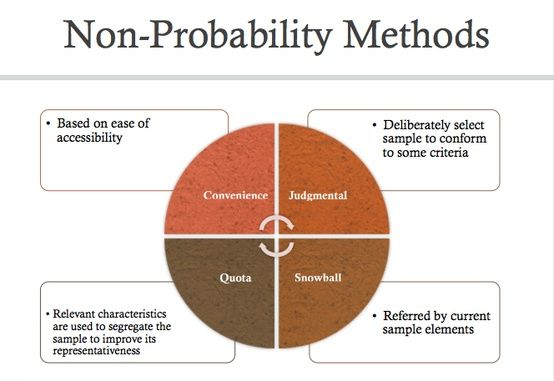 Non-Probability Methods
• Based on ease of
accessibility
• Deliberately select
sample to conform
to some criteria
Convenience
Judgmental
Quota
Snowball
• Relevant characteristics
are used to segregate the
sample to improve its
representativeness
• Referred by current
sample elements